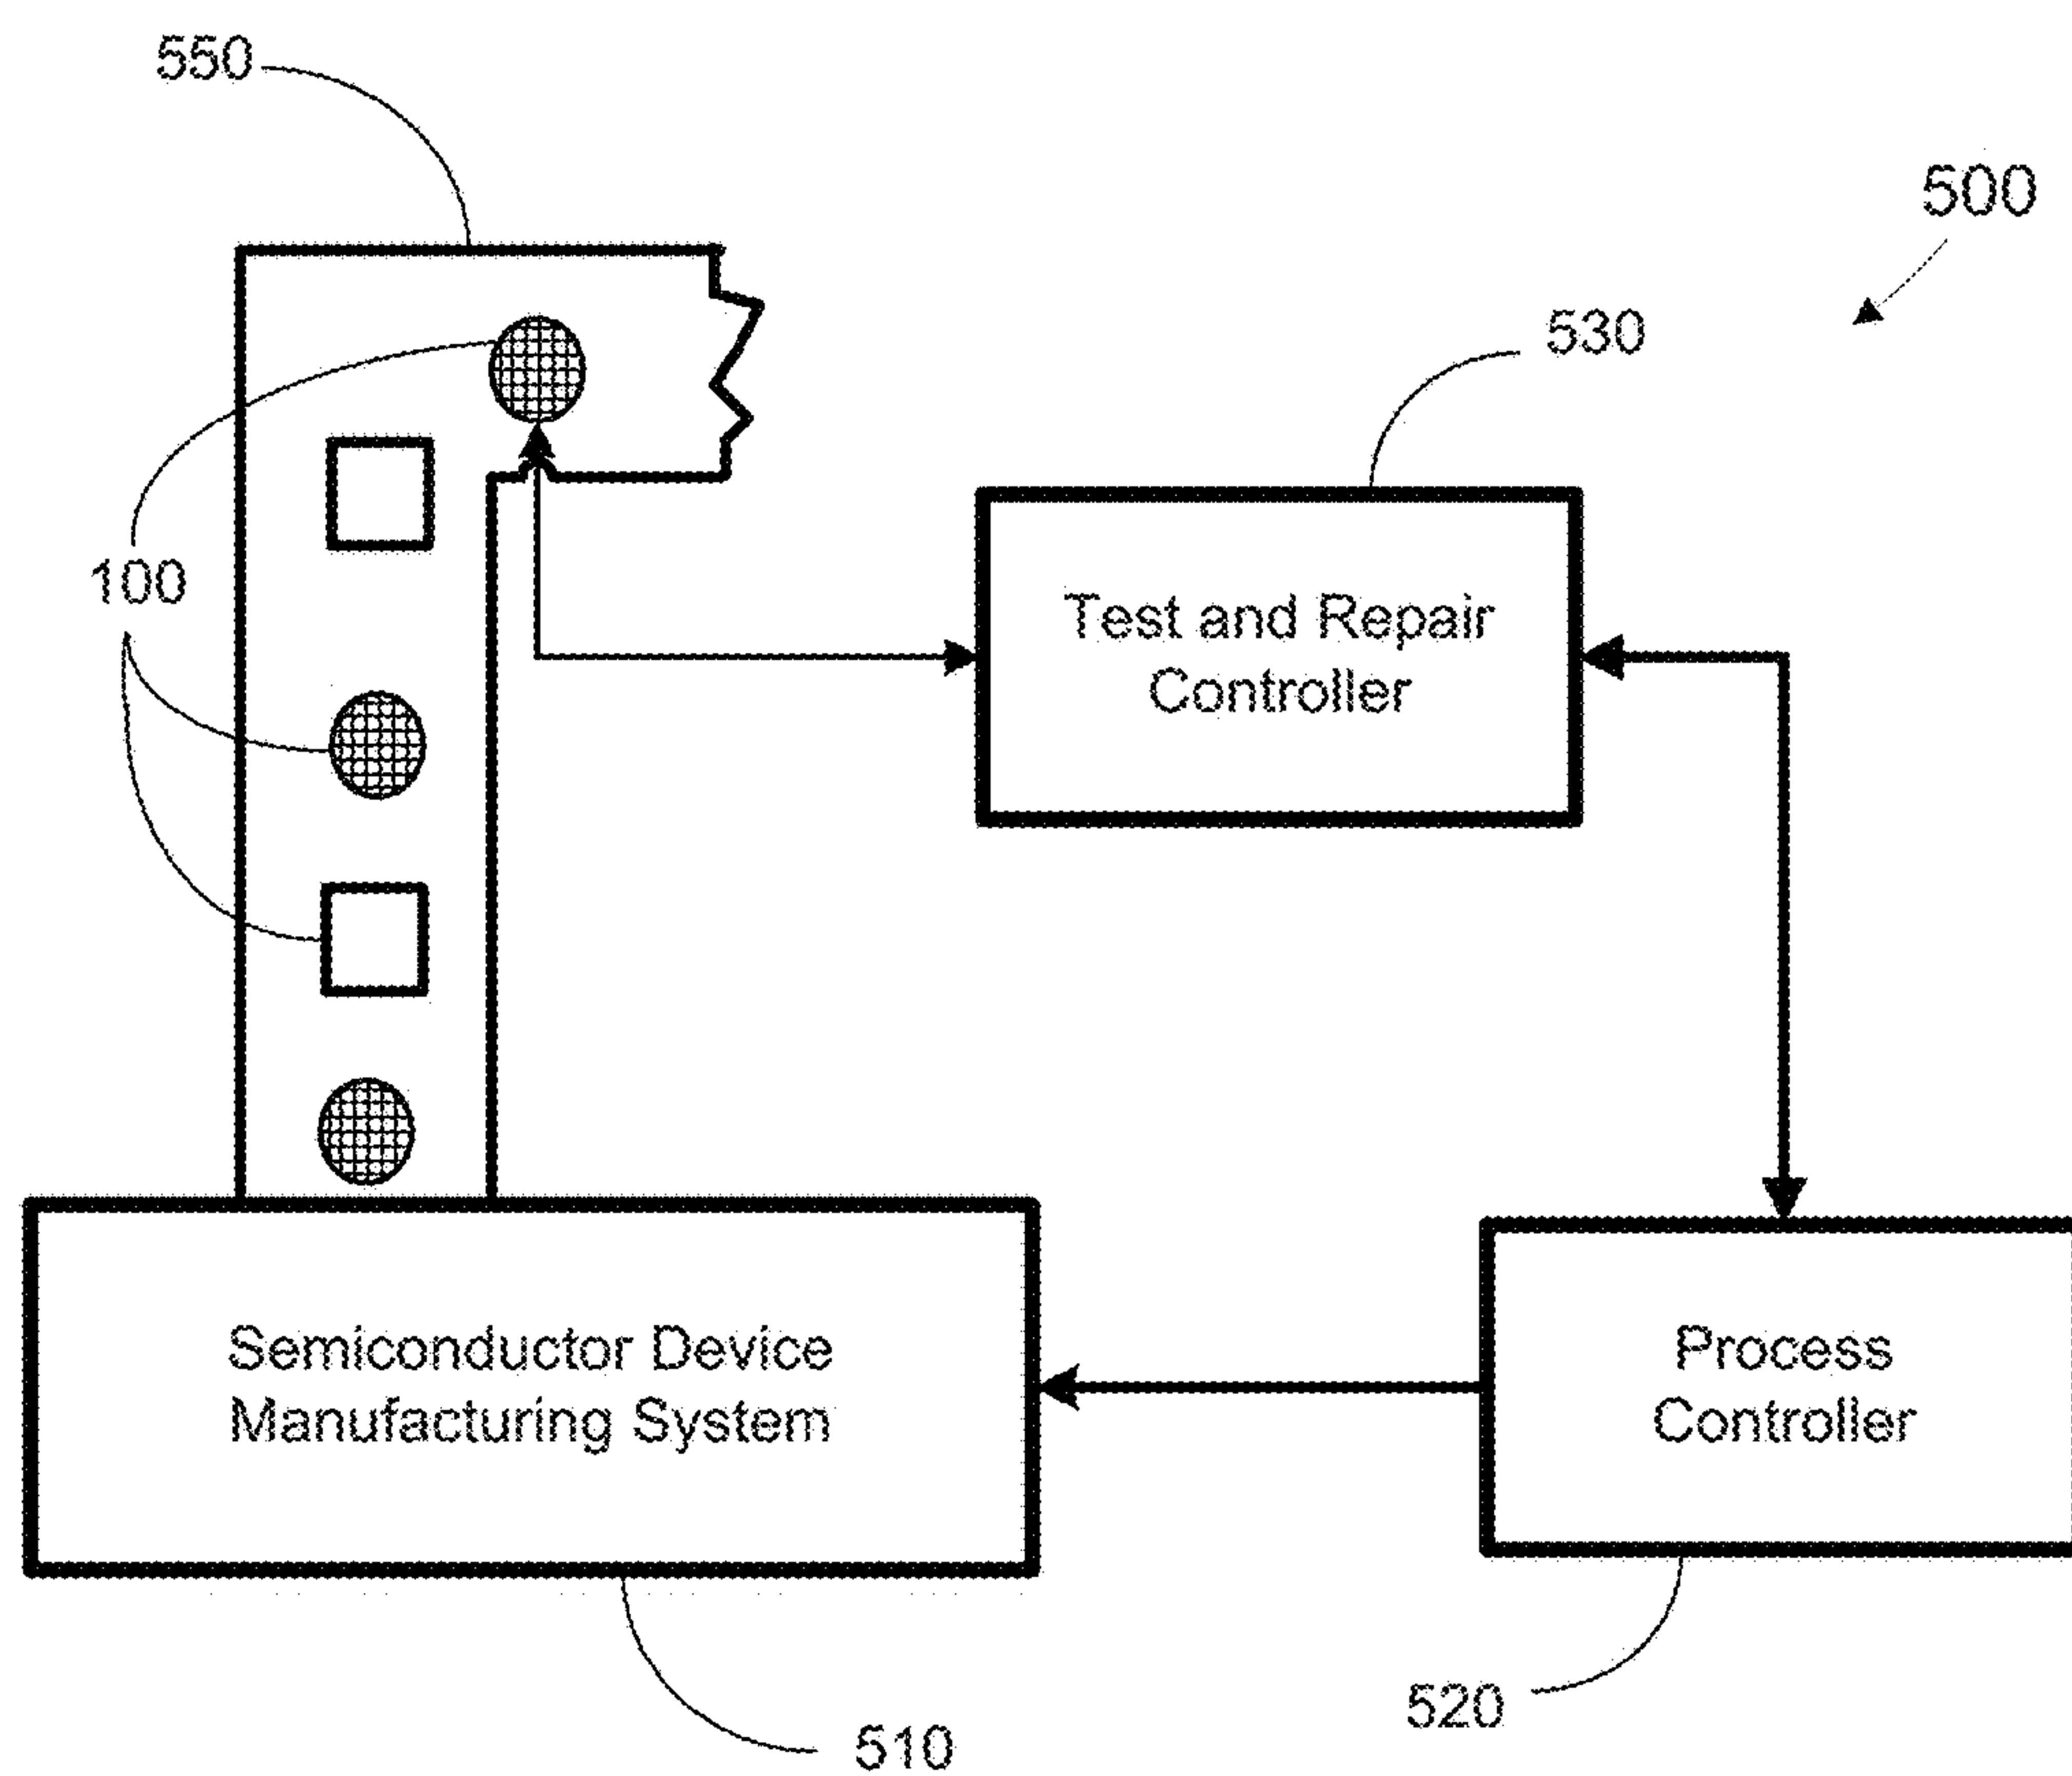 550
500
530
100
Test and Repair
Controller
Semiconductor Device
Manufacturing System
Process
Controller
510
520